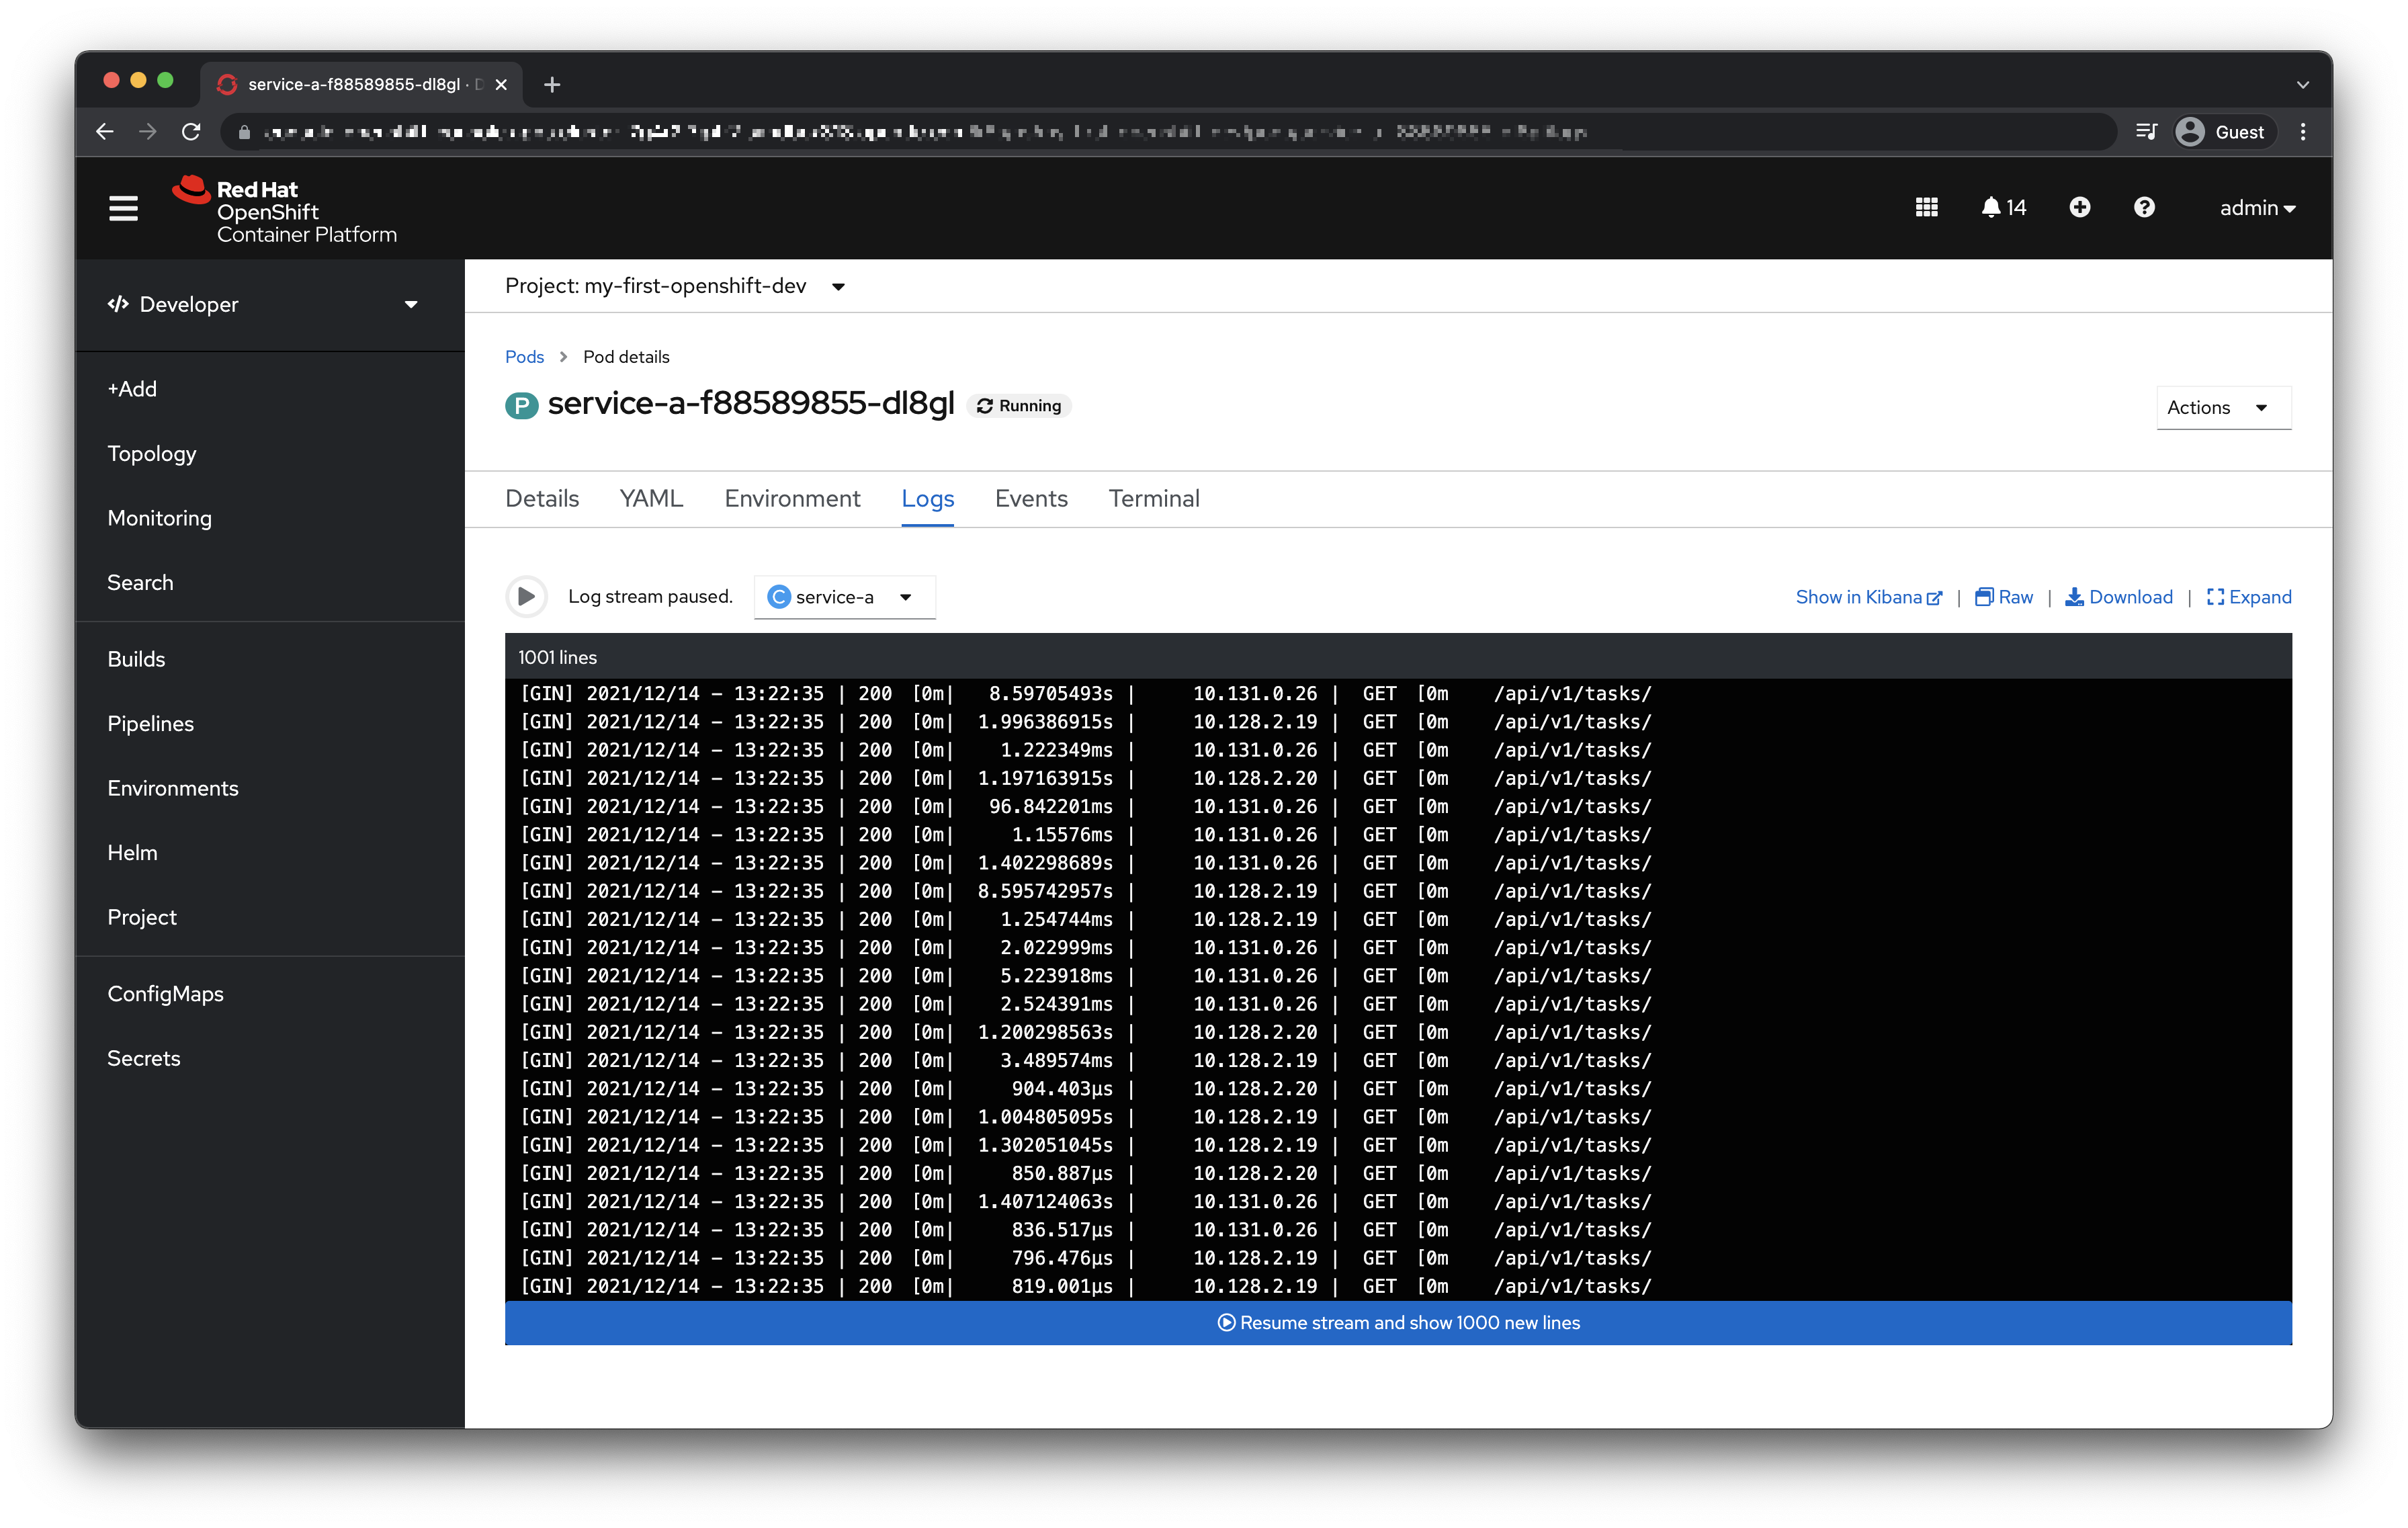 service-a-f88589855-dl8gl · D
Guest
Red Hat
OpenShift
Container Platform
14
admin
Developer
+Add
Topology
Monitoring
Search
Builds
Pipelines
Environments
Helm
Project
ConfigMaps
Secrets
Project: my-first-openshift-dev
Pods > Pod details
P service-a-f88589855-dl8gl Running
Actions
Details YAML Environment Logs Events Terminal
Log stream paused. C service-a Show in Kibana | Raw | Download | Expand
1001 lines
[GIN] 2021/12/14 - 13:22:35 | 200 [0m| 8.59705493s | 10.131.0.26 | GET [0m /api/v1/tasks/
[GIN] 2021/12/14 - 13:22:35 | 200 [0m| 1.996386915s | 10.128.2.19 | GET [0m /api/v1/tasks/
[GIN] 2021/12/14 - 13:22:35 | 200 [0m| 1.222349ms | 10.131.0.26 | GET [0m /api/v1/tasks/
[GIN] 2021/12/14 - 13:22:35 | 200 [0m| 1.197163915s | 10.128.2.20 | GET [0m /api/v1/tasks/
[GIN] 2021/12/14 - 13:22:35 | 200 [0m| 96.842201ms | 10.131.0.26 | GET [0m /api/v1/tasks/
[GIN] 2021/12/14 - 13:22:35 | 200 [0m| 1.15576ms | 10.131.0.26 | GET [0m /api/v1/tasks/
[GIN] 2021/12/14 - 13:22:35 | 200 [0m| 1.402298689s | 10.131.0.26 | GET [0m /api/v1/tasks/
[GIN] 2021/12/14 - 13:22:35 | 200 [0m| 8.595742957s | 10.128.2.19 | GET [0m /api/v1/tasks/
[GIN] 2021/12/14 - 13:22:35 | 200 [0m| 1.254744ms | 10.128.2.19 | GET [0m /api/v1/tasks/
[GIN] 2021/12/14 - 13:22:35 | 200 [0m| 2.022999ms | 10.131.0.26 | GET [0m /api/v1/tasks/
[GIN] 2021/12/14 - 13:22:35 | 200 [0m| 5.223918ms | 10.131.0.26 | GET [0m /api/v1/tasks/
[GIN] 2021/12/14 - 13:22:35 | 200 [0m| 2.524391ms | 10.131.0.26 | GET [0m /api/v1/tasks/
[GIN] 2021/12/14 - 13:22:35 | 200 [0m| 1.200298563s | 10.128.2.20 | GET [0m /api/v1/tasks/
[GIN] 2021/12/14 - 13:22:35 | 200 [0m| 3.489574ms | 10.128.2.19 | GET [0m /api/v1/tasks/
[GIN] 2021/12/14 - 13:22:35 | 200 [0m| 904.403µs | 10.128.2.20 | GET [0m /api/v1/tasks/
[GIN] 2021/12/14 - 13:22:35 | 200 [0m| 1.004805095s | 10.128.2.19 | GET [0m /api/v1/tasks/
[GIN] 2021/12/14 - 13:22:35 | 200 [0m| 1.302051045s | 10.128.2.19 | GET [0m /api/v1/tasks/
[GIN] 2021/12/14 - 13:22:35 | 200 [0m| 850.887µs | 10.128.2.20 | GET [0m /api/v1/tasks/
[GIN] 2021/12/14 - 13:22:35 | 200 [0m| 1.407124063s | 10.131.0.26 | GET [0m /api/v1/tasks/
[GIN] 2021/12/14 - 13:22:35 | 200 [0m| 836.517µs | 10.131.0.26 | GET [0m /api/v1/tasks/
[GIN] 2021/12/14 - 13:22:35 | 200 [0m| 796.476µs | 10.128.2.19 | GET [0m /api/v1/tasks/
[GIN] 2021/12/14 - 13:22:35 | 200 [0m| 819.001µs | 10.128.2.19 | GET [0m /api/v1/tasks/
Resume stream and show 1000 new lines